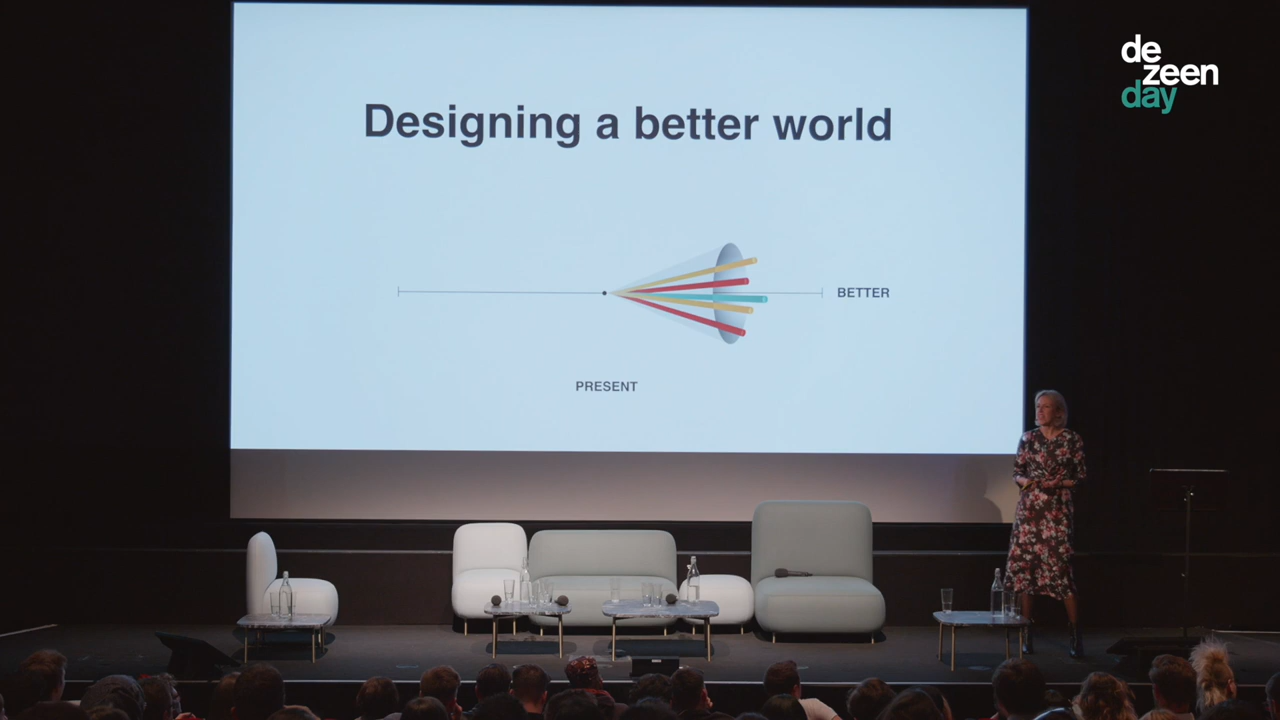 de
zeen
day
Designing a better world
BETTER
PRESENT